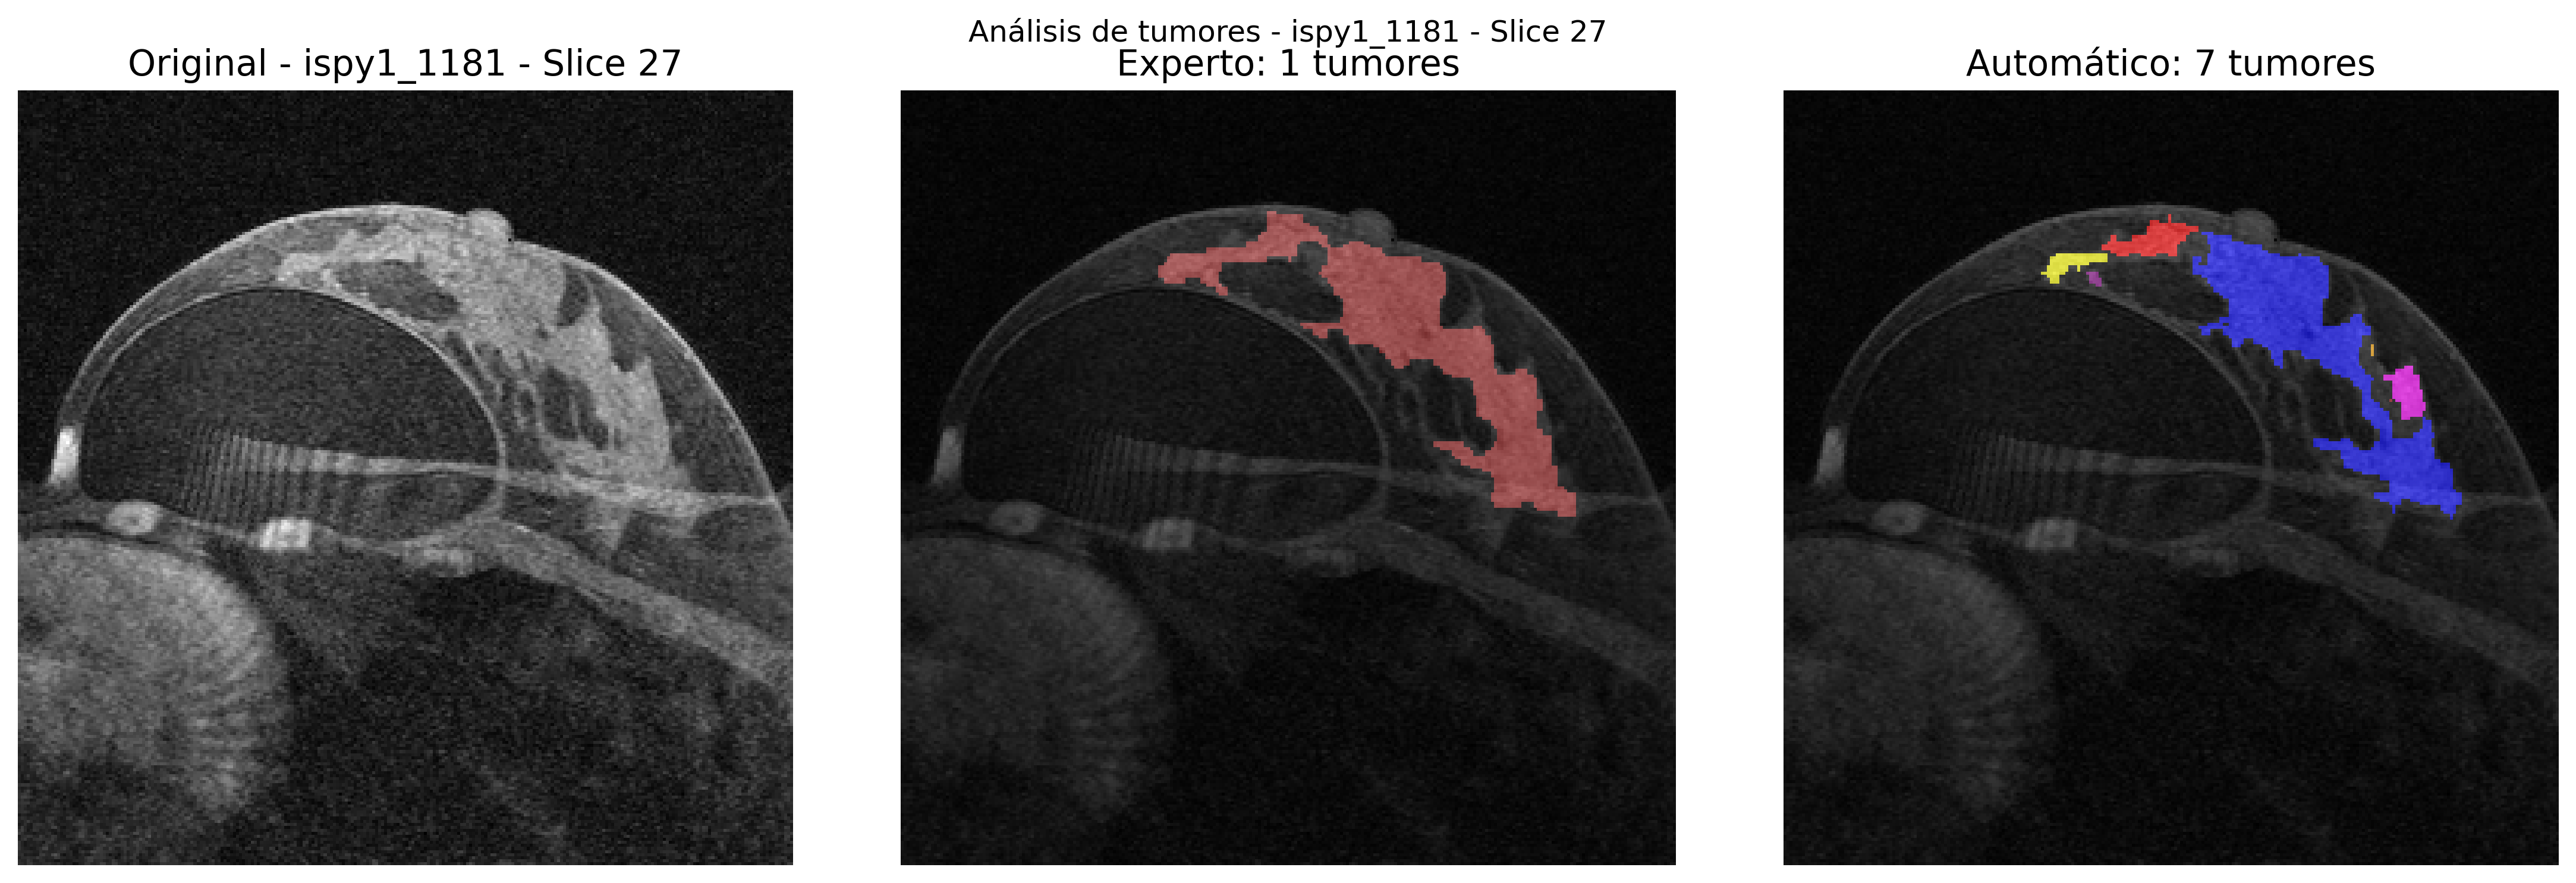 Análisis de tumores - ispy1_1181 - Slice 27
Original - ispy1_1181 - Slice 27
Experto: 1 tumores
Automático: 7 tumores